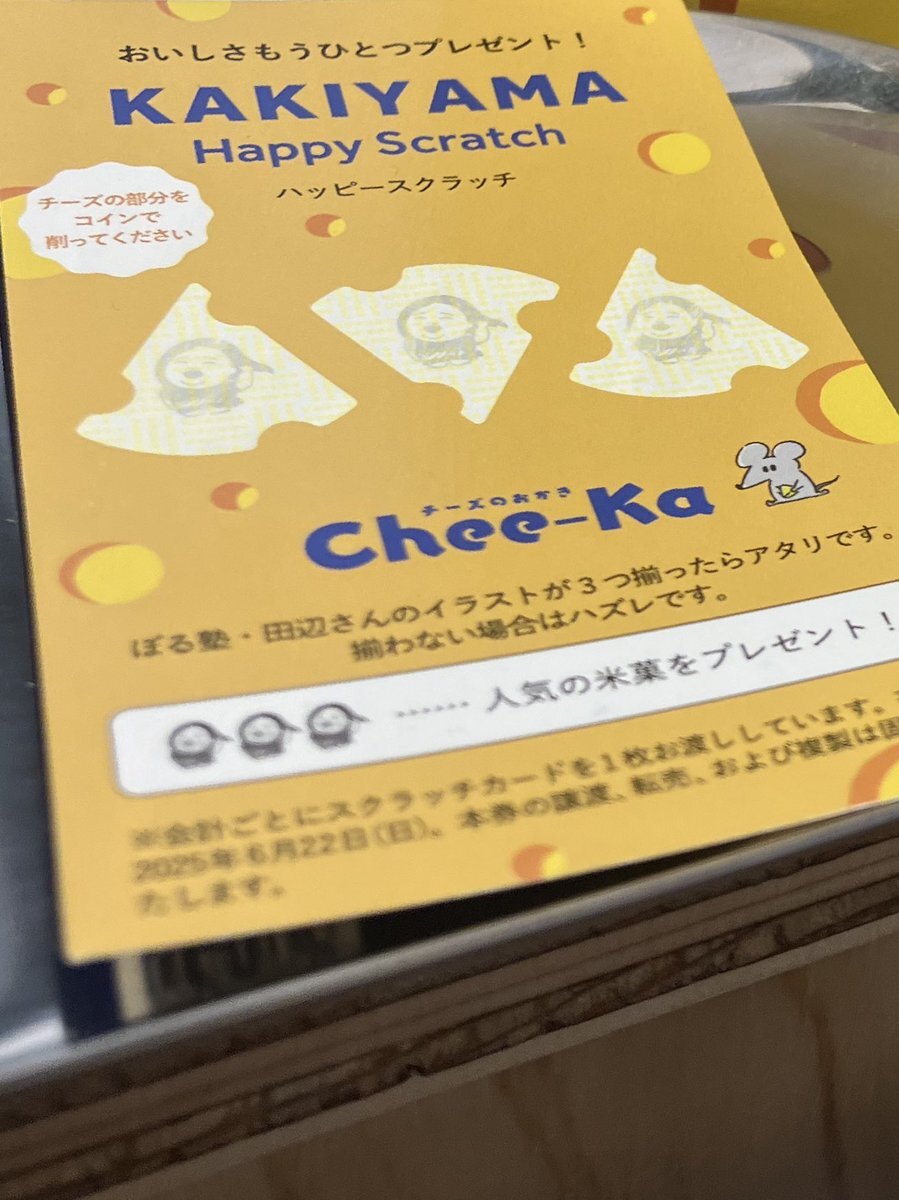 おいしさもうひとつプレゼント！
KAKIYAMA
Happy Scratch
ハッピースクラッチ
チーズの部分を
コインで
削ってください
チーズのおかき
Chee-Ka
ぼる塾・田辺さんのイラストが3つ揃ったらアタリです。
揃わない場合はハズレです。
……人気の米菓をプレゼント！
※会計ごとにスクラッチカードを1枚お渡ししています。
2025年6月22日(日)。本券の譲渡、転売、および複製は固
たします。